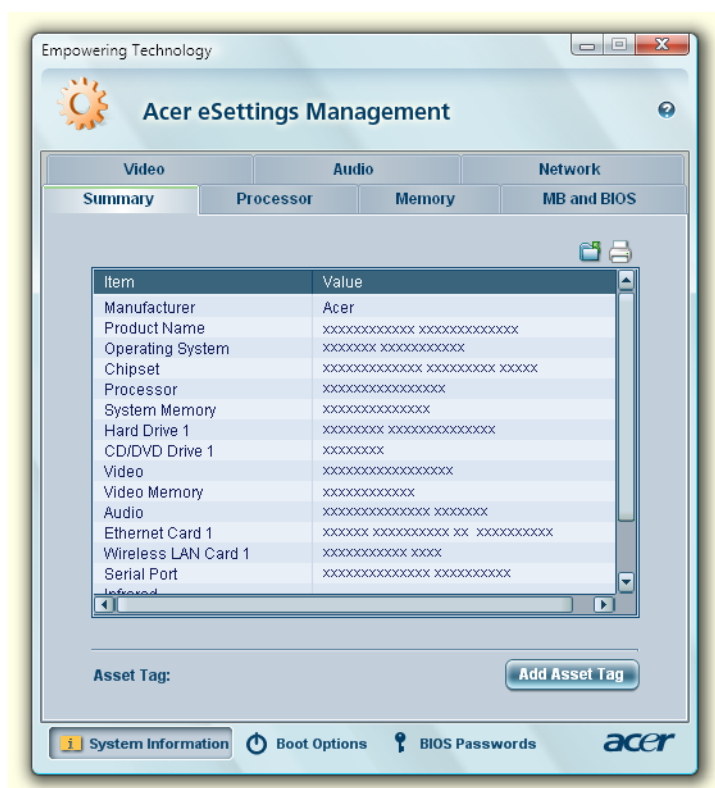 Empowering Technology
Acer eSettings Management
Video Audio Network
Summary Processor Memory MB and BIOS
Item Value
Manufacturer Acer
Product Name xxxxxxxxxxxx xxxxxxxxxxxxx
Operating System xxxxxxx xxxxxxxxxxx
Chipset xxxxxxxxxxxxx xxxxxxxxx xxxxx
Processor xxxxxxxxxxxxxxxx
System Memory xxxxxxxxxxxxxx
Hard Drive 1 xxxxxxxx xxxxxxxxxxxxxx
CD/DVD Drive 1 xxxxxxxx
Video xxxxxxxxxxxxxxxxx
Video Memory xxxxxxxxxxxx
Audio xxxxxxxxxxxxxx xxxxxxx
Ethernet Card 1 xxxxxx xxxxxxxxxx xx xxxxxxxxxx
Wireless LAN Card 1 xxxxxxxxxxx xxxx
Serial Port xxxxxxxxxxxxxx xxxxxxxxxx
Infrared
Asset Tag: Add Asset Tag
System Information Boot Options BIOS Passwords acer